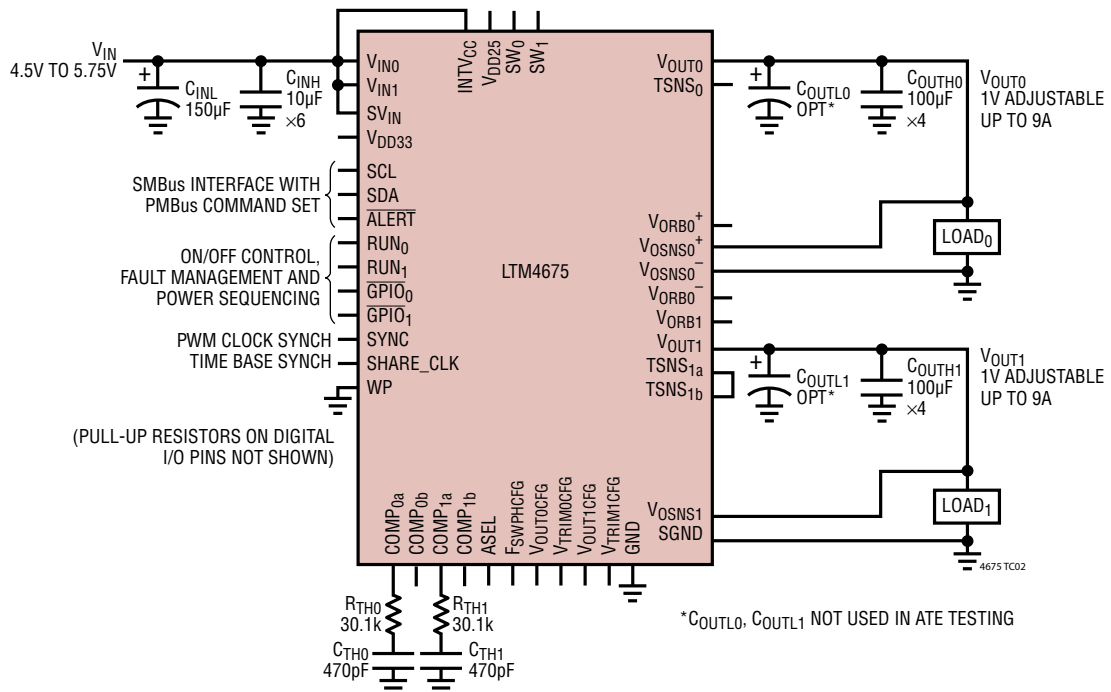 VIN
4.5V TO 5.75V
CINL
150µF
CINH
10µF
×6
VIN0
VIN1
SVIN
VDD33
INTVCC
VDD25
SW0
SW1
SMBus INTERFACE WITH
PMBus COMMAND SET
SCL
SDA
ALERT
ON/OFF CONTROL,
FAULT MANAGEMENT AND
POWER SEQUENCING
RUN0
RUN1
GPIO0
GPIO1
PWM CLOCK SYNCH
SYNC
TIME BASE SYNCH
SHARE_CLK
WP
(PULL-UP RESISTORS ON DIGITAL
I/O PINS NOT SHOWN)
LTM4675
VOUT0
TSNS0
COUTL0
OPT*
COUTH0
100µF
×4
VOUT0
1V ADJUSTABLE
UP TO 9A
VORB0+
VOSNS0+
VOSNS0–
VORB0–
VORB1
LOAD0
VOUT1
TSNS1a
TSNS1b
COUTL1
OPT*
COUTH1
100µF
×4
VOUT1
1V ADJUSTABLE
UP TO 9A
VOSNS1
SGND
LOAD1
4675 TC02
COMP0a
COMP0b
COMP1a
COMP1b
ASEL
FSWPHCFG
VOUT0CFG
VTRIM0CFG
VOUT1CFG
VTRIM1CFG
GND
RTH0
30.1k
CTH0
470pF
RTH1
30.1k
CTH1
470pF
*COUTL0, COUTL1 NOT USED IN ATE TESTING